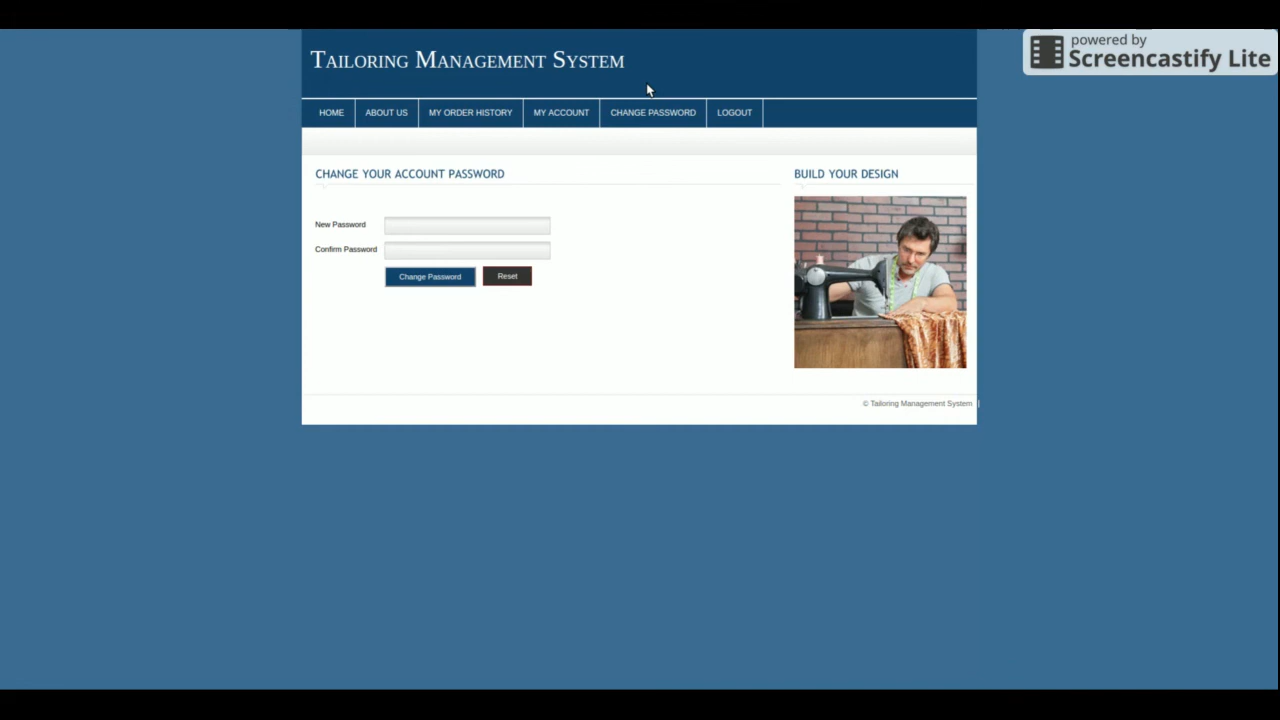 powered by
Screencastify Lite
Tailoring Management System
HOME ABOUT US MY ORDER HISTORY MY ACCOUNT CHANGE PASSWORD LOGOUT
CHANGE YOUR ACCOUNT PASSWORD
New Password
Confirm Password
Change Password Reset
BUILD YOUR DESIGN
© Tailoring Management System |